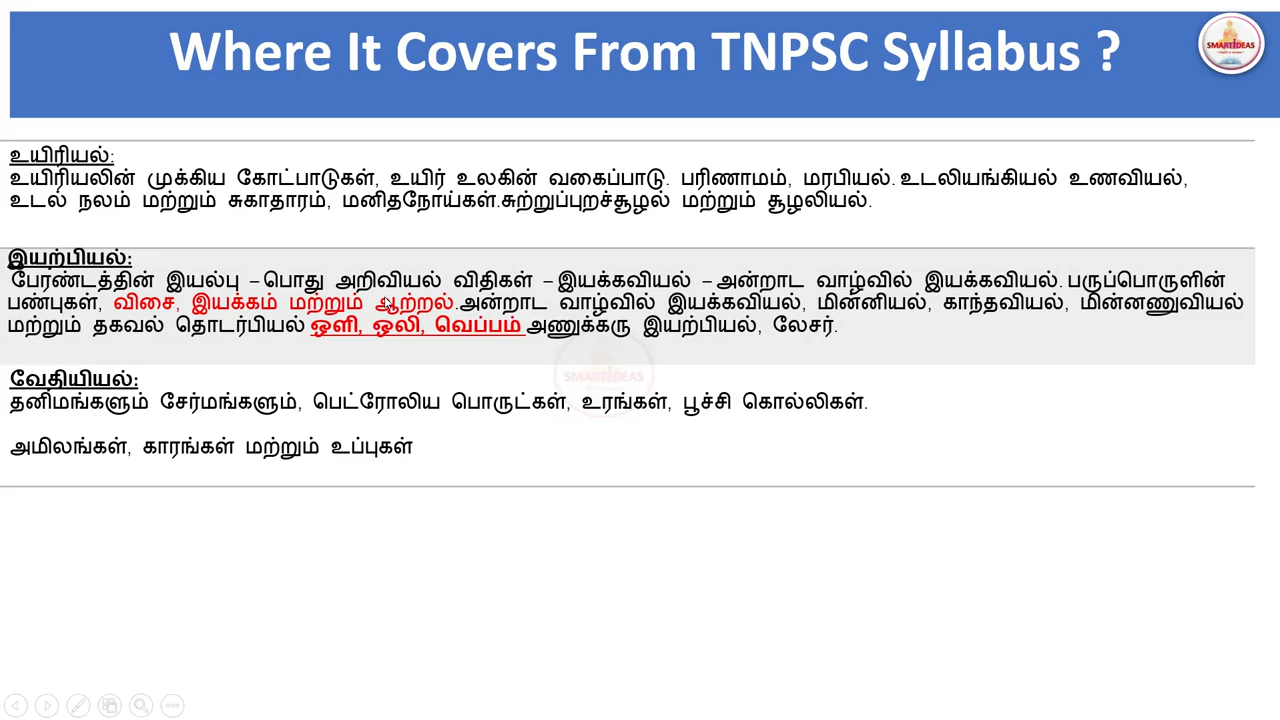 Where It Covers From TNPSC Syllabus ?
SMARTIDEAS
உயிரியல்:
உயிரியலின் முக்கிய கோட்பாடுகள், உயிர் உலகின் வகைப்பாடு. பரிணாமம், மரபியல். உடலியங்கியல் உணவியல்,
உடல் நலம் மற்றும் சுகாதாரம், மனிதநோய்கள்.சுற்றுப்புறச்சூழல் மற்றும் சூழலியல்.
இயற்பியல்:
பேரண்டத்தின் இயல்பு – பொது அறிவியல் விதிகள் – இயக்கவியல் – அன்றாட வாழ்வில் இயக்கவியல். பருப்பொருளின்
பண்புகள், விசை, இயக்கம் மற்றும் ஆற்றல்.அன்றாட வாழ்வில் இயக்கவியல், மின்னியல், காந்தவியல், மின்னணுவியல்
மற்றும் தகவல் தொடர்பியல் ஒளி, ஒலி, வெப்பம் அணுக்கரு இயற்பியல், லேசர்.
SMARTIDEAS
வேதியியல்:
தனிமங்களும் சேர்மங்களும், பெட்ரோலிய பொருட்கள், உரங்கள், பூச்சி கொல்லிகள்.
அமிலங்கள், காரங்கள் மற்றும் உப்புகள்